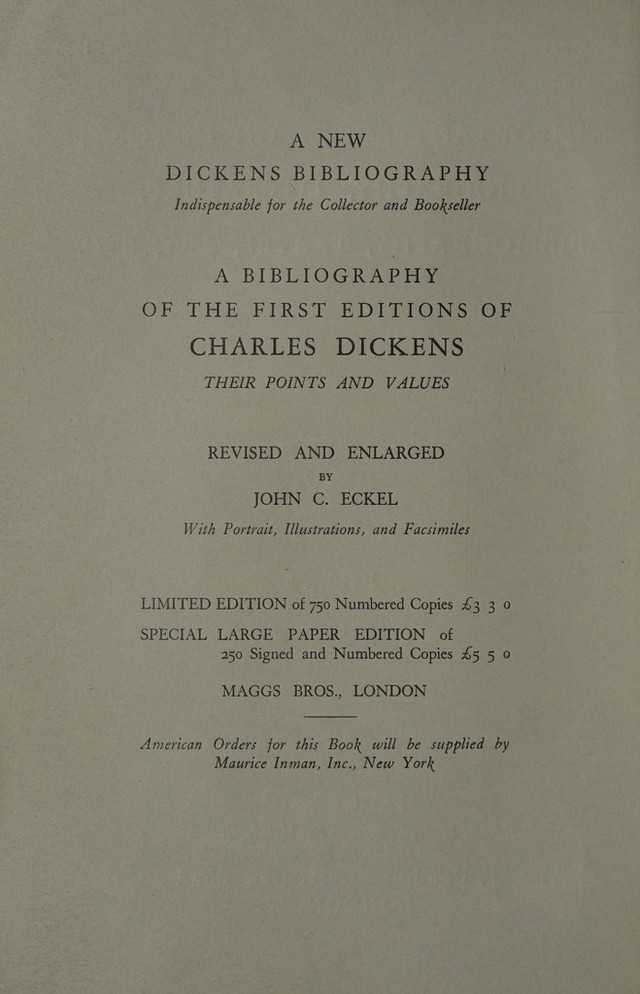 A NEW
DICKENS BIBLIOGRAPHY
Indispensable for the Collector and Bookseller
A BIBLIOGRAPHY
OF THE FIRST EDITIONS OF
CHARLES DICKENS
THEIR POINTS AND VALUES
REVISED AND ENLARGED
BY
JOHN C. ECKEL
With Portrait, Illustrations, and Facsimiles
LIMITED EDITION of 750 Numbered Copies £3 3 0
SPECIAL LARGE PAPER EDITION of
250 Signed and Numbered Copies £5 5 0
MAGGS BROS., LONDON
American Orders for this Book will be supplied by
Maurice Inman, Inc., New York